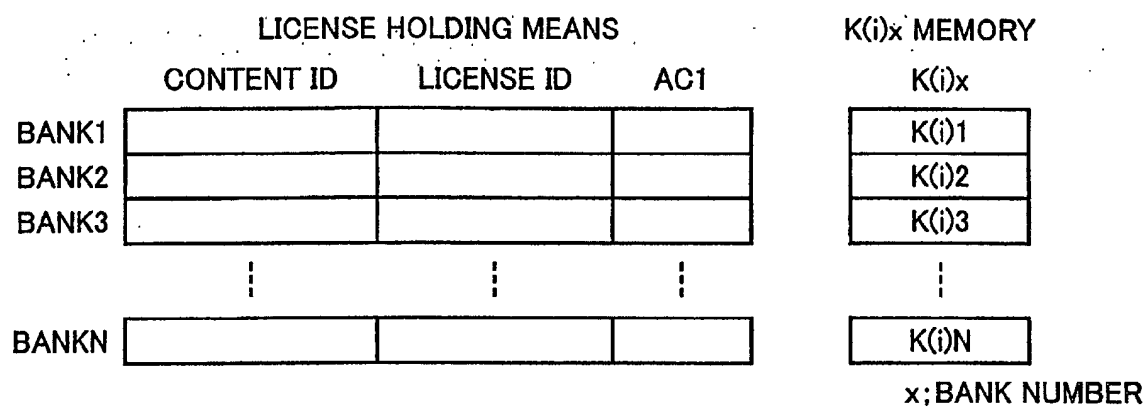 LICENSE HOLDING MEANS K(i)x MEMORY
CONTENT ID LICENSE ID AC1 K(i)x
BANK1 K(i)1
BANK2 K(i)2
BANK3 K(i)3
BANKN K(i)N
x;BANK NUMBER